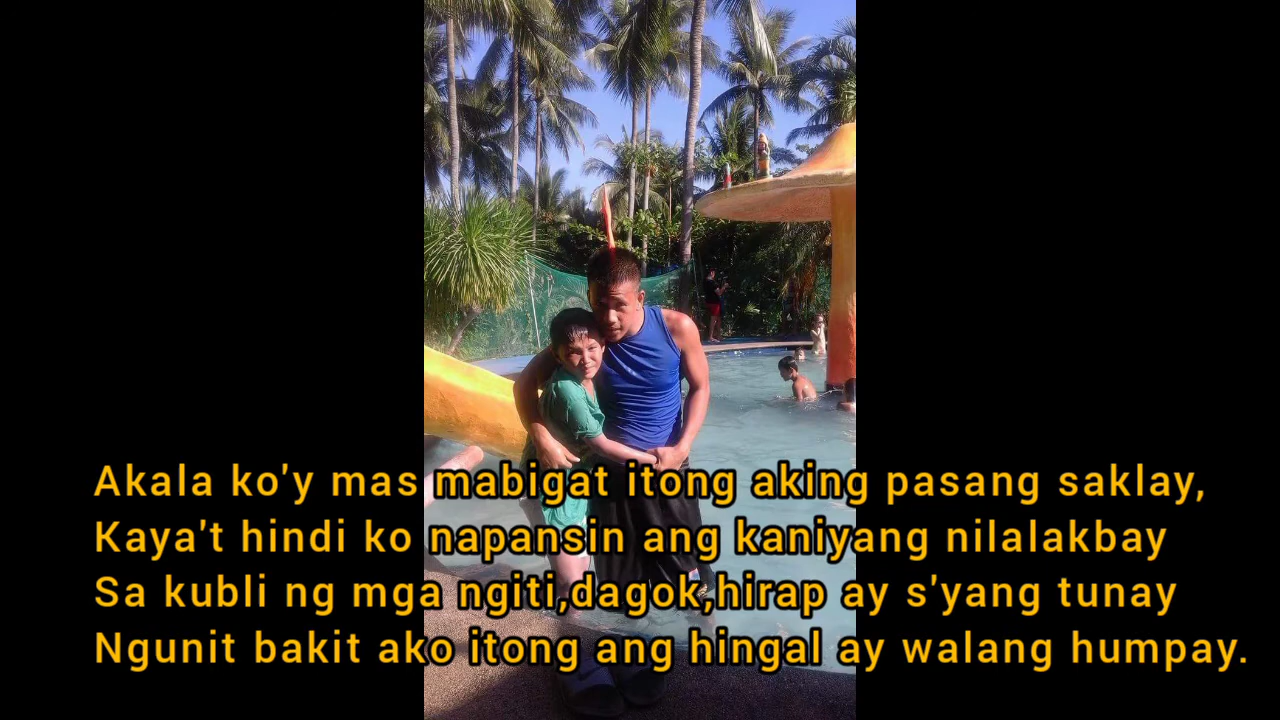 Akala ko'y mas mabigat itong aking pasang saklay,
Kaya't hindi ko napansin ang kaniyang nilalakbay
Sa kubli ng mga ngiti,dagok,hirap ay s'yang tunay
Ngunit bakit ako itong ang hingal ay walang humpay.